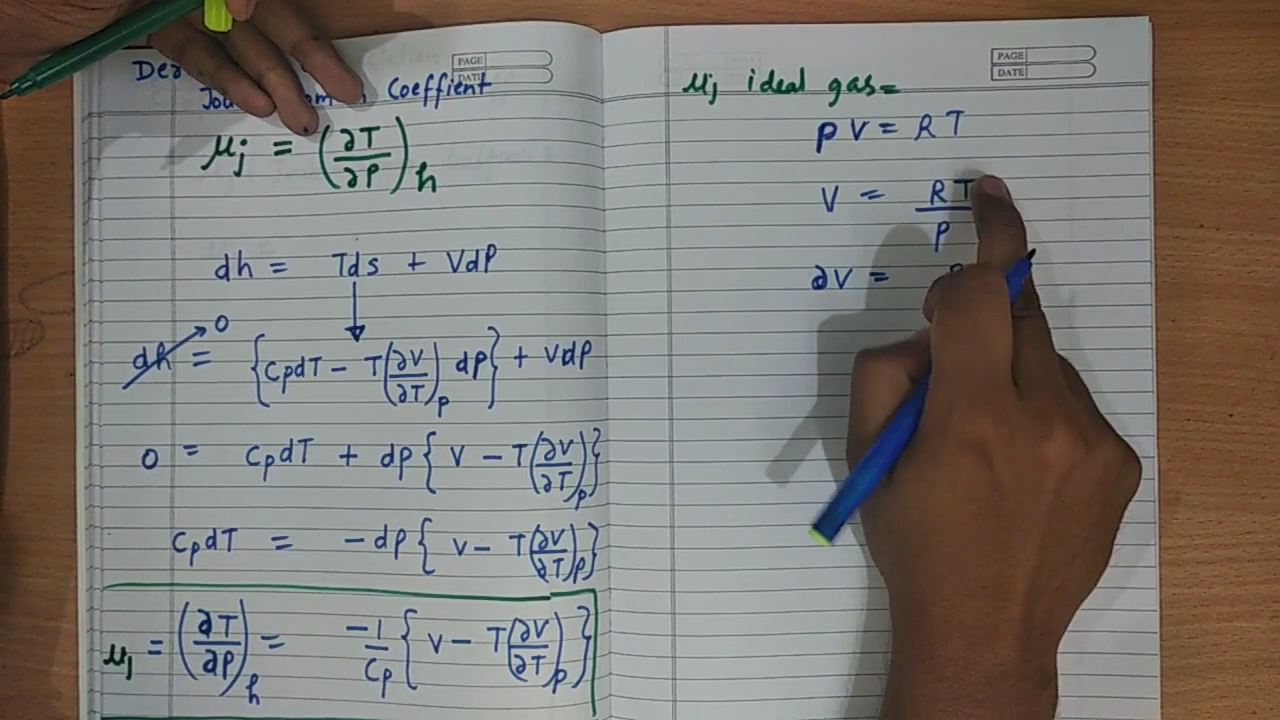 PAGE
DATE
Coeffient
μj = (∂T/∂P)h
dh = Tds + VdP
0
dh = {CpdT - T(∂V/∂T)p dp} + Vdp
0 = CpdT + dp{V - T(∂V/∂T)p}
CpdT = -dp{V - T(∂V/∂T)p}
μj = (∂T/∂P)h = -1/Cp {V - T(∂V/∂T)p}
PAGE
DATE
μj ideal gas=
PV = RT
V = RT/P
∂V =